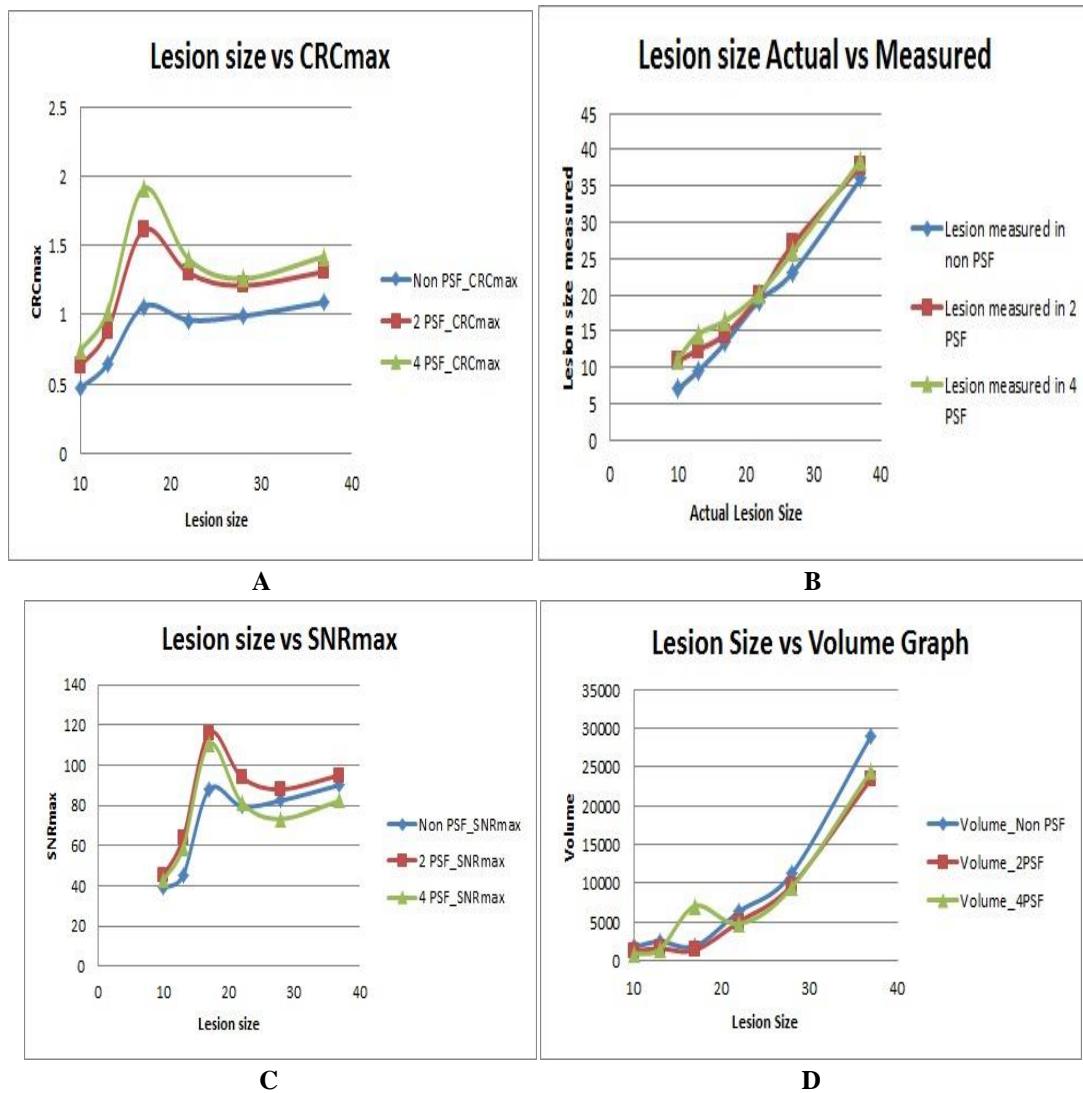 Lesion size vs CRCmax
CRCmax
2.5
2
1.5
1
0.5
0
10
20
30
40
Lesion size
Non PSF_CRCmax
2 PSF_CRCmax
4 PSF_CRCmax
A
Lesion size Actual vs Measured
Lesion size measured
45
40
35
30
25
20
15
10
5
0
0
10
20
30
40
Actual Lesion Size
Lesion measured in
non PSF
Lesion measured in 2
PSF
Lesion measured in 4
PSF
B
Lesion size vs SNRmax
SNRmax
140
120
100
80
60
40
20
0
0
10
20
30
40
Lesion size
Non PSF_SNRmax
2 PSF_SNRmax
4 PSF_SNRmax
C
Lesion Size vs Volume Graph
Volume
35000
30000
25000
20000
15000
10000
5000
0
10
20
30
40
Lesion Size
Volume_Non PSF
Volume_2PSF
Volume_4PSF
D